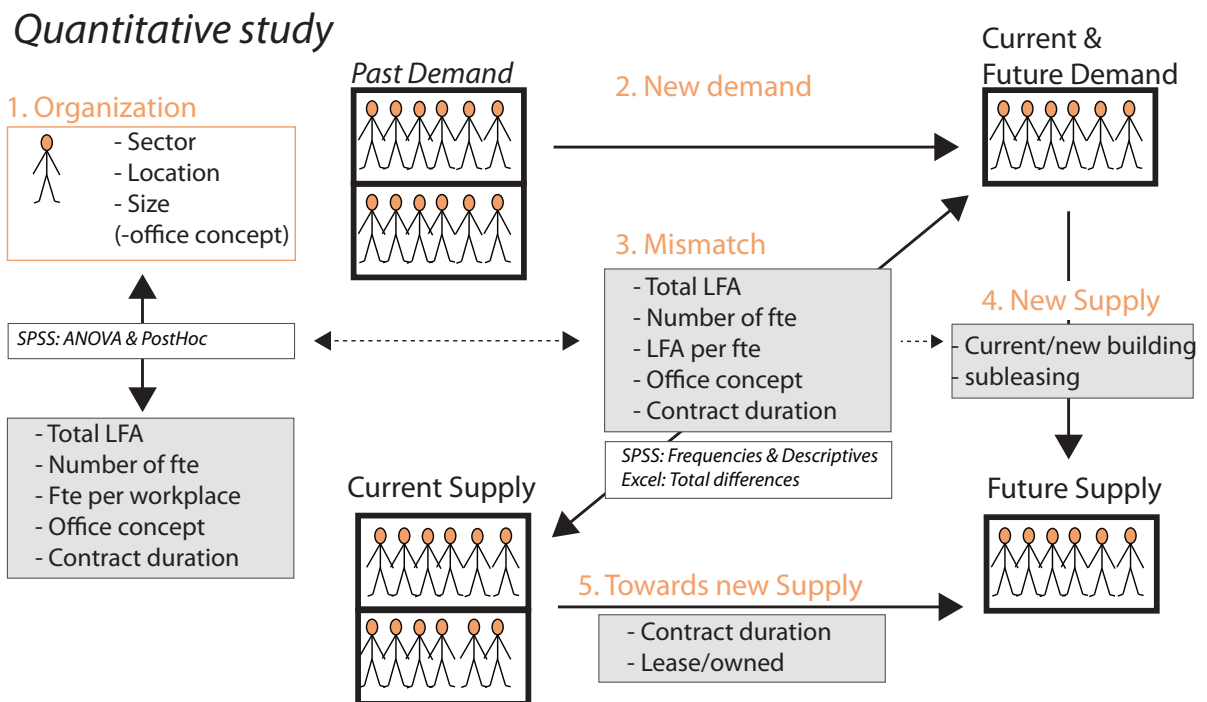 Quantitative study
1. Organization
- Sector
- Location
- Size
(-office concept)
SPSS: ANOVA & PostHoc
- Total LFA
- Number of fte
- Fte per workplace
- Office concept
- Contract duration
Past Demand
2. New demand
Current &
Future Demand
3. Mismatch
- Total LFA
- Number of fte
- LFA per fte
- Office concept
- Contract duration
SPSS: Frequencies & Descriptives
Excel: Total differences
4. New Supply
- Current/new building
- subleasing
Current Supply
5. Towards new Supply
- Contract duration
- Lease/owned
Future Supply